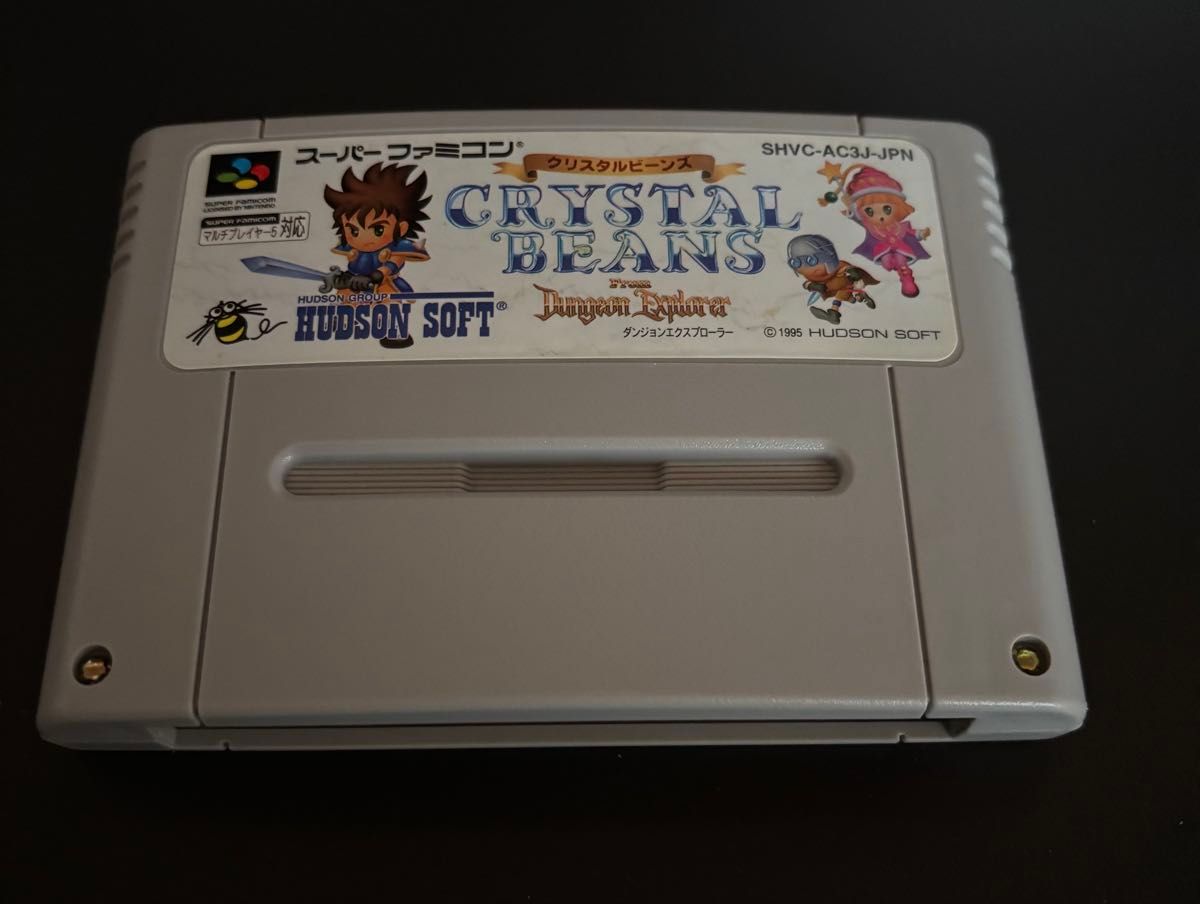 スーパーファミコン®
クリスタルビーンズ
SHVC-AC3J-JPN
SUPER FAMICOM
LICENSED BY NINTENDO
SUPER FAMICOM
マルチプレイヤー5 対応
CRYSTAL
BEANS
From
Dungeon Explorer
ダンジョンエクスプローラー
HUDSON GROUP
HUDSON SOFT®
© 1995 HUDSON SOFT